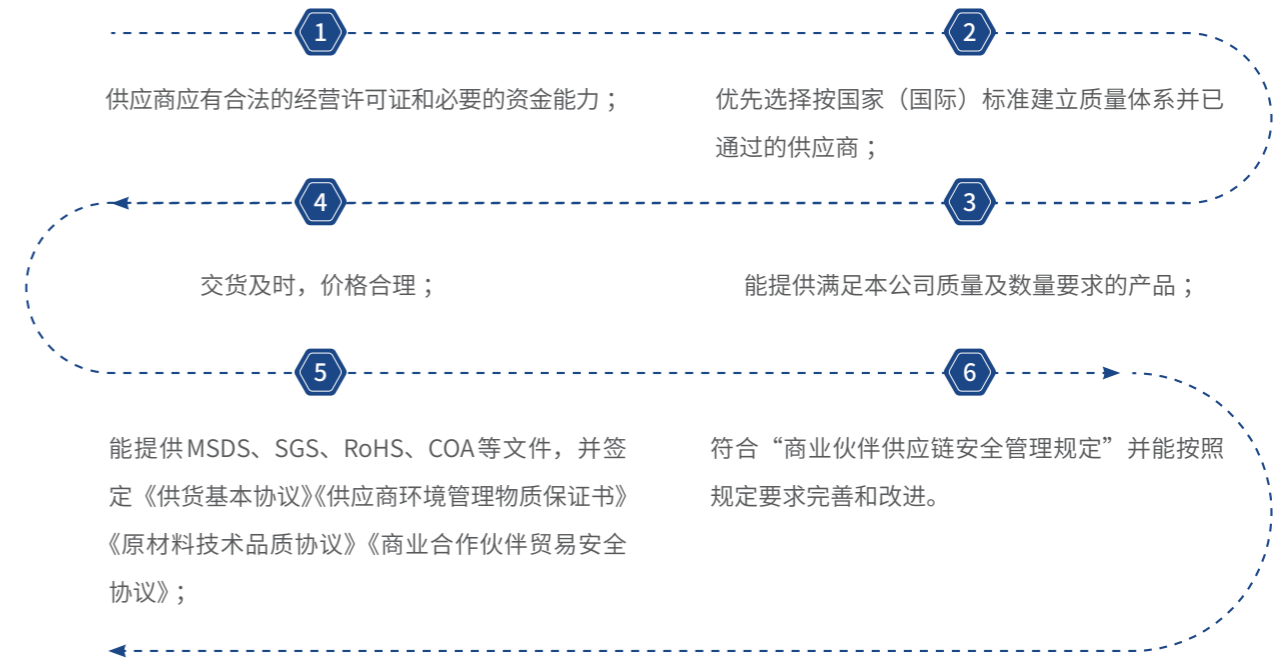 1
供应商应有合法的经营许可证和必要的资金能力；
2
优先选择按国家（国际）标准建立质量体系并已
通过的供应商；
3
能提供满足本公司质量及数量要求的产品；
4
交货及时，价格合理；
5
能提供MSDS、SGS、RoHS、COA等文件，并签
定《供货基本协议》《供应商环境管理物质保证书》
《原材料技术品质协议》《商业合作伙伴贸易安全
协议》；
6
符合“商业伙伴供应链安全管理规定”并能按照
规定要求完善和改进。